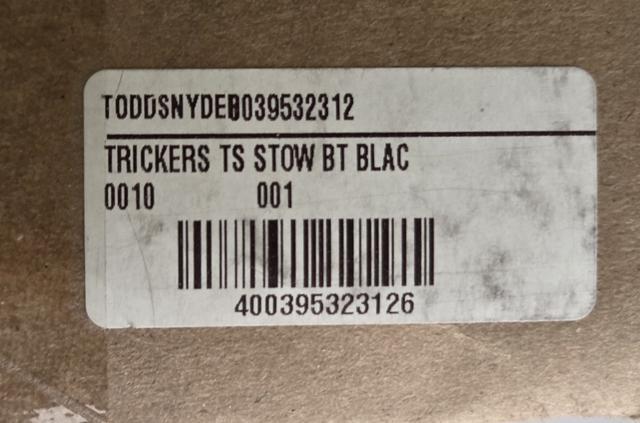 TODDSNYDER039532312
TRICKERS TS STOW BT BLAC
0010 001
400395323126